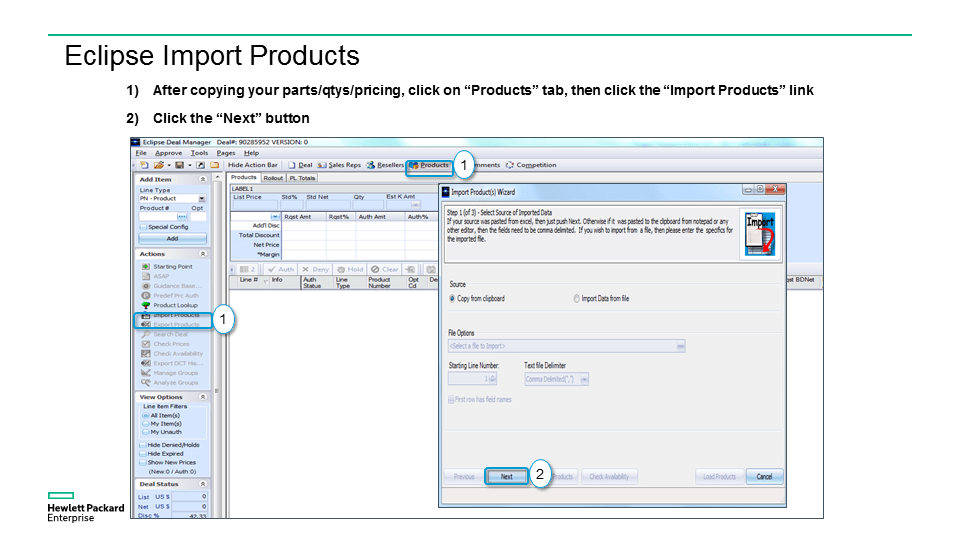 Eclipse Import Products
1) After copying your parts/qtys/pricing, click on “Products” tab, then click the “Import Products” link
2) Click the “Next” button
Eclipse Deal Manager Deal#: 90285952 VERSION: 0
File Approve Tools Pages Help
Hide Action Bar Deal Sales Reps Resellers Products 1 mments Competition
Add Item
Line Type
PN - Product
Product # Opt
Special Config
Add
Actions
Starting Point
ASAP
Guidance Base...
Predef Prc Auth
Product Lookup
Import Products
Export Products
1
Search Deal
Check Prices
Check Availability
Export DCT His...
Manage Groups
Analyze Groups
View Options
Line Item Filters
All Item(s)
My Item(s)
My Unauth
Hide Denied/Holds
Hide Expired
Show New Prices
(New:0 / Auth:0)
Deal Status
List US $ 0
Net US $ 0
Disc % 42.33
Products Rollout PL Totals
LABEL1
List Price Std% Std Net Qty Est K Amt
Rqst Amt Rqst% Auth Amt Auth%
Add'l Disc
Total Discount
Net Price
*Margin
2 Auth Deny Hold Clear
Line # Info Auth Status Line Type Product Number Opt Cd De
BDNet
Import Product(s) Wizard
Step 1 (of 3) - Select Source of Imported Data
If your source was pasted from excel, then just push Next. Otherwise if it was pasted to the clipboard from notepad or any
other editor, then the fields need to be comma delimited. If you wish to import from a file, then please enter the specifics for
the imported file.
Import
Source
Copy from clipboard Import Data from file
File Options
<Select a file to Import>
Starting Line Number: Text file Delimiter
1 Comma Delimited(",")
First row has field names
Previous Next 2 roducts Check Availability Load Products Cancel
Hewlett Packard
Enterprise